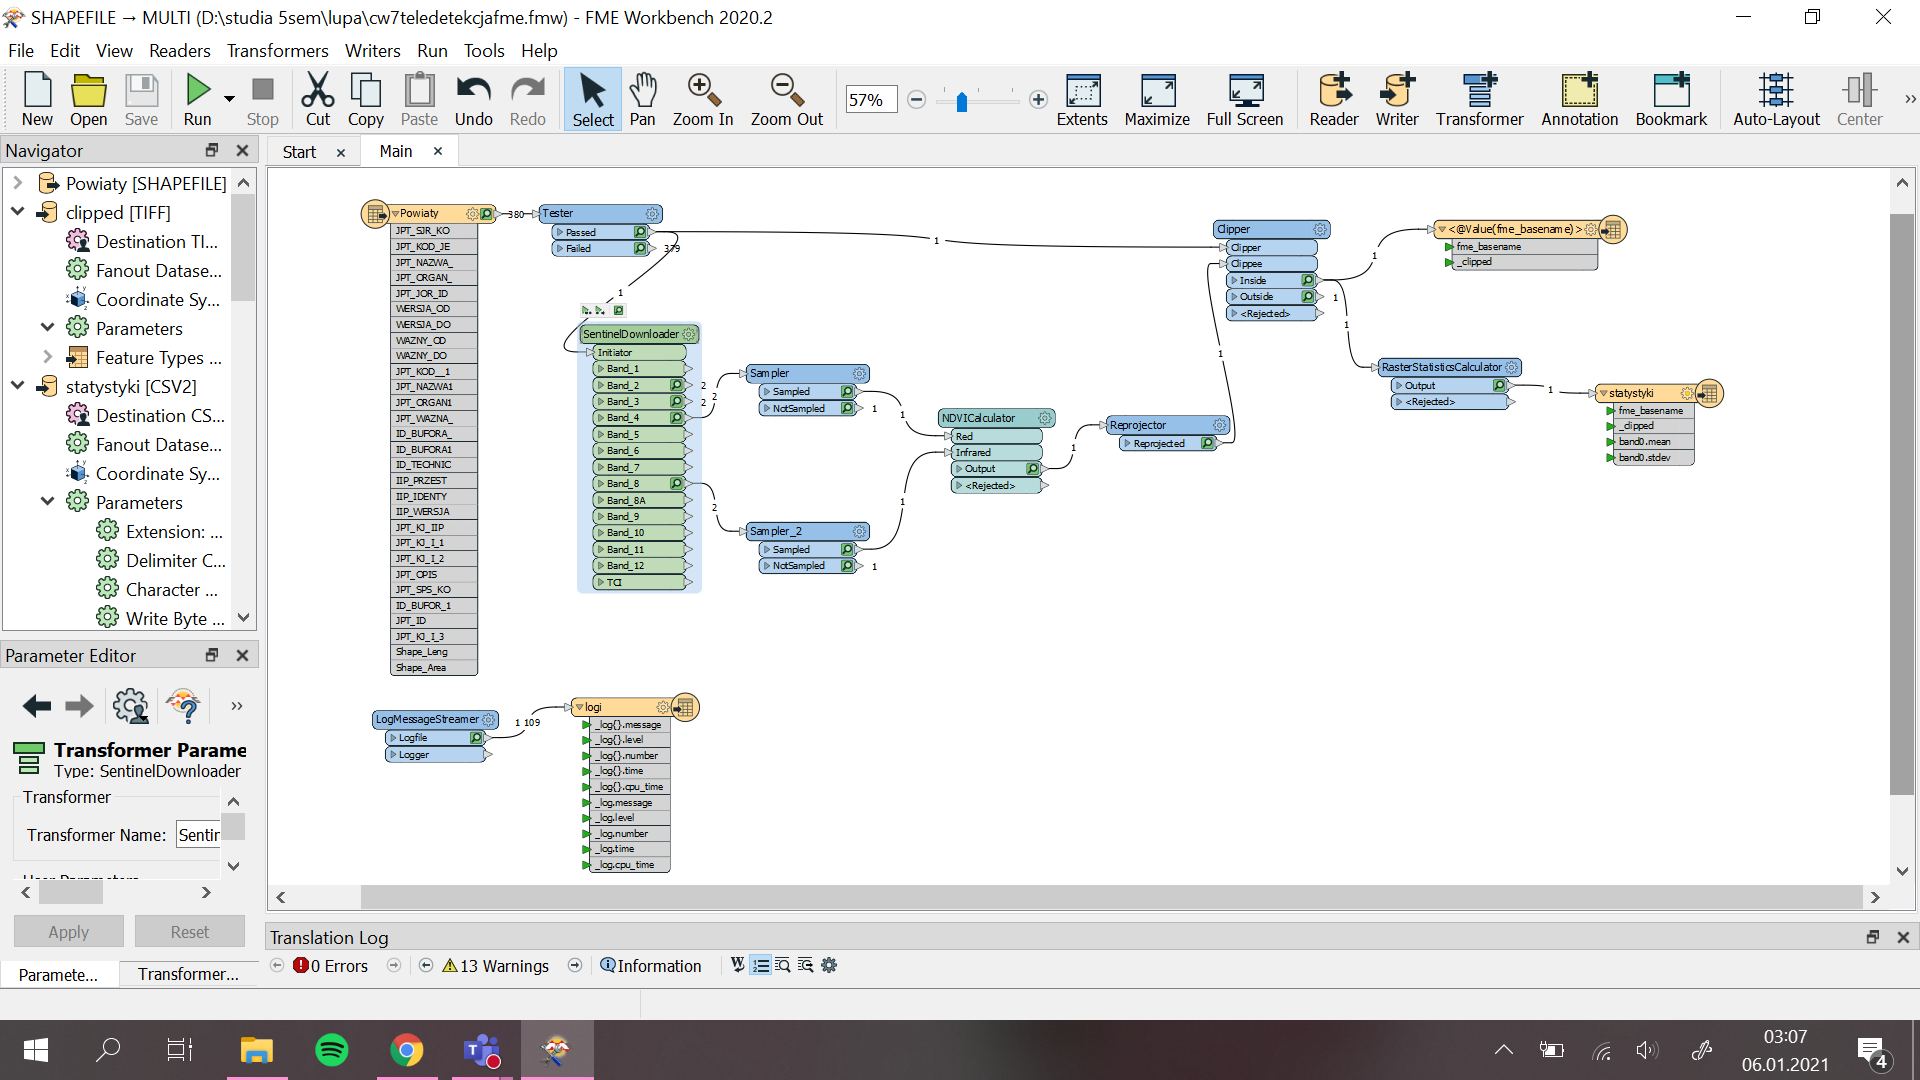 SHAPEFILE → MULTI (D:\studia 5sem\lupa\cw7teledetekcjafme.fmw) - FME Workbench 2020.2
File Edit View Readers Transformers Writers Run Tools Help
New Open Save Run Stop Cut Copy Paste Undo Redo Select Pan Zoom In Zoom Out 57% Extents Maximize Full Screen Reader Writer Transformer Annotation Bookmark Auto-Layout Center
Navigator
Powiaty [SHAPEFILE]
clipped [TIFF]
Destination TI...
Fanout Datase...
Coordinate Sy...
Parameters
Feature Types ...
statystyki [CSV2]
Destination CS...
Fanout Datase...
Coordinate Sy...
Parameters
Extension: ...
Delimiter C...
Character ...
Write Byte ...
Parameter Editor
Transformer Parame
Type: SentinelDownloader
Transformer
Transformer Name: Sentin
Apply Reset
Paramete... Transformer...
Start Main
Powiaty
JPT_SJR_KO
JPT_KOD_JE
JPT_NAZWA_
JPT_ORGAN_
JPT_JOR_ID
WERSJA_OD
WERSJA_DO
WAZNY_OD
WAZNY_DO
JPT_KOD__1
JPT_NAZWA1
JPT_ORGAN1
JPT_WAZNA_
ID_BUFORA_
ID_BUFORA1
ID_TECHNIC
IIP_PRZEST
IIP_IDENTY
IIP_WERSJA
JPT_KJ_IIP
JPT_KJ_I_1
JPT_KJ_I_2
JPT_OPIS
JPT_SPS_KO
ID_BUFOR_1
JPT_ID
JPT_KJ_I_3
Shape_Leng
Shape_Area
380
Tester
Passed
Failed
379
1
1
SentinelDownloader
Initiator
Band_1
Band_2
Band_3
Band_4
Band_5
Band_6
Band_7
Band_8
Band_8A
Band_9
Band_10
Band_11
Band_12
TCI
2
2
2
2
Sampler
Sampled
NotSampled
1
1
Sampler_2
Sampled
NotSampled
1
1
NDVICalculator
Red
Infrared
Output
<Rejected>
1
Reprojector
Reprojected
1
Clipper
Clipper
Clippee
Inside
Outside
<Rejected>
1
1
1
<@Value(fme_basename) >
fme_basename
_clipped
RasterStatisticsCalculator
Output
<Rejected>
1
statystyki
fme_basename
_clipped
band0.mean
band0.stdev
LogMessageStreamer
Logfile
Logger
1 109
logi
_log{}.message
_log{}.level
_log{}.number
_log{}.time
_log{}.cpu_time
_log.message
_log.level
_log.number
_log.time
_log.cpu_time
Translation Log
0 Errors 13 Warnings Information
03:07
06.01.2021
4